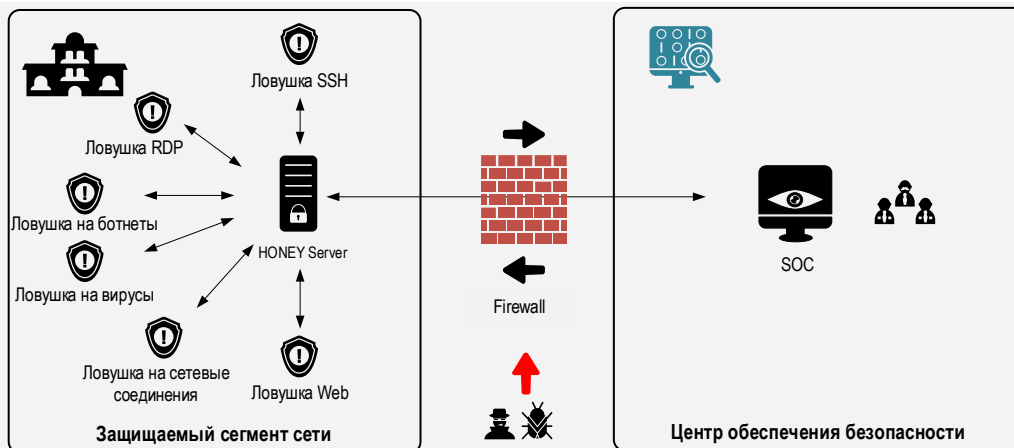 Ловушка SSH
Ловушка RDP
Ловушка на ботнеты
HONEY Server
Ловушка на вирусы
Ловушка на сетевые
соединения
Ловушка Web
Защищаемый сегмент сети
Firewall
SOC
Центр обеспечения безопасности